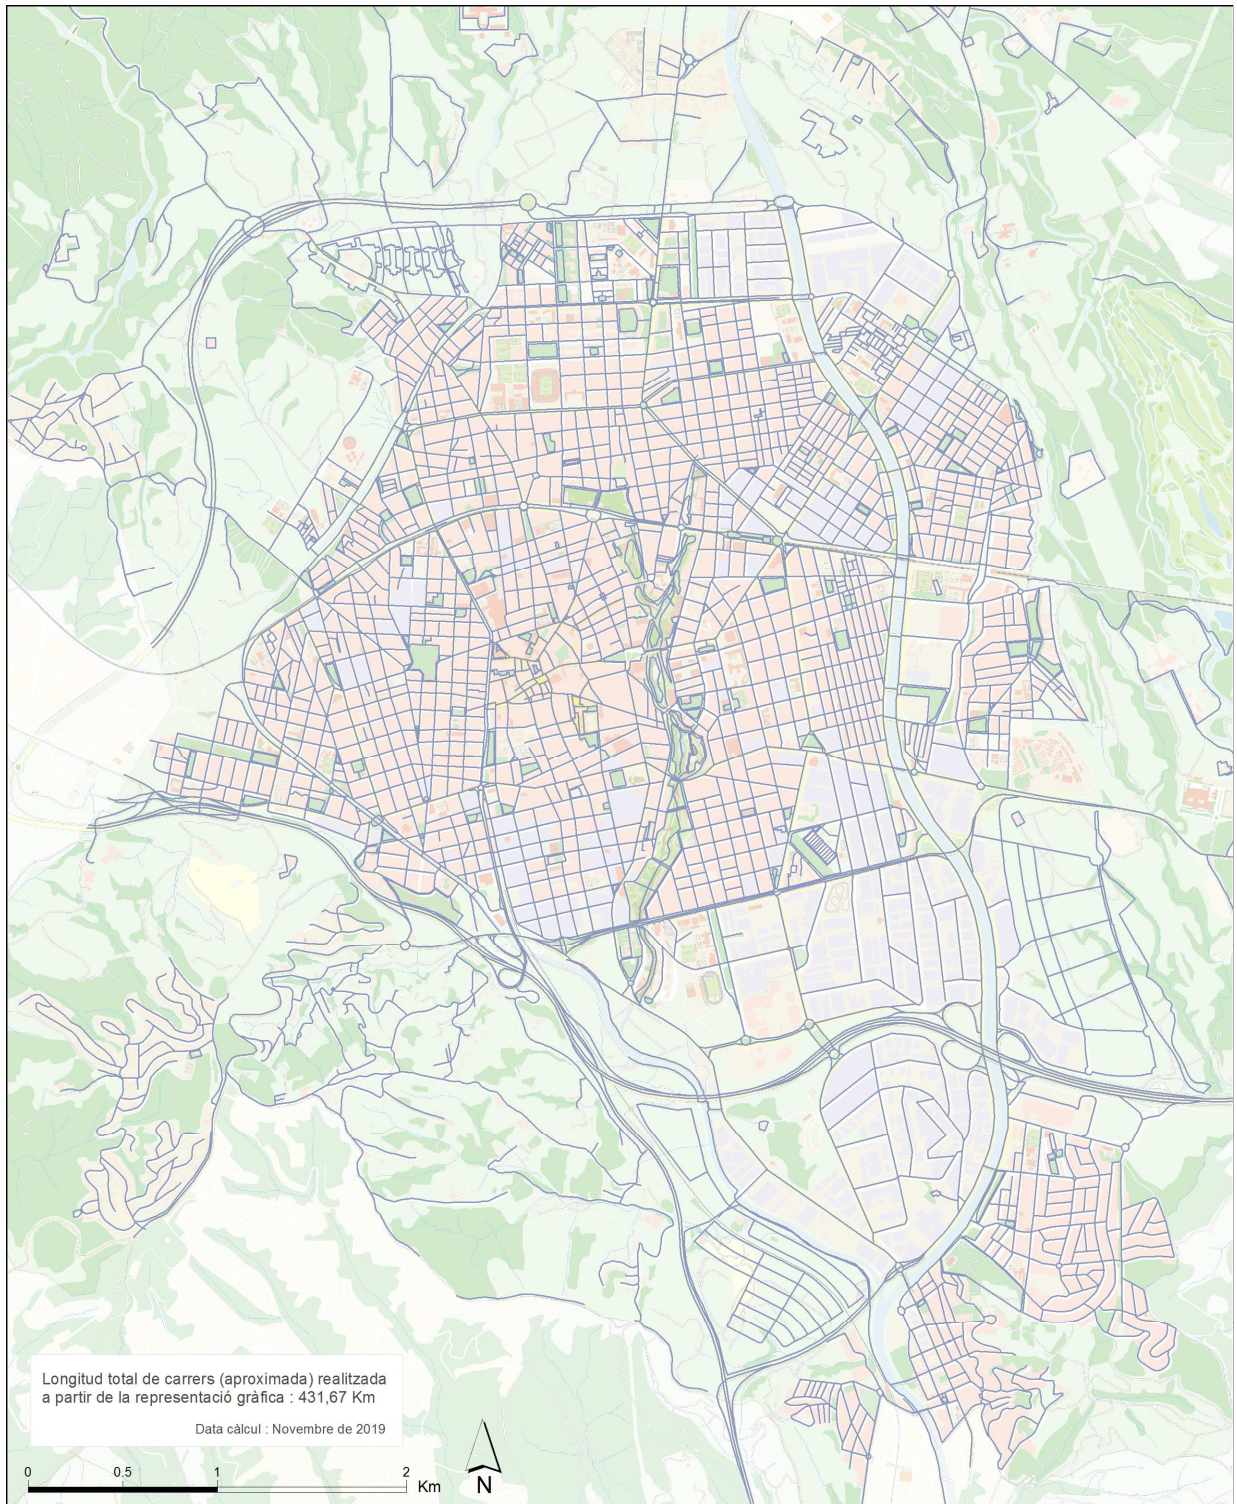 Longitud total de carrers (aproximada) realitzada
a partir de la representació gràfica : 431,67 Km
Data càlcul : Novembre de 2019
0 0.5 1 2 Km
N